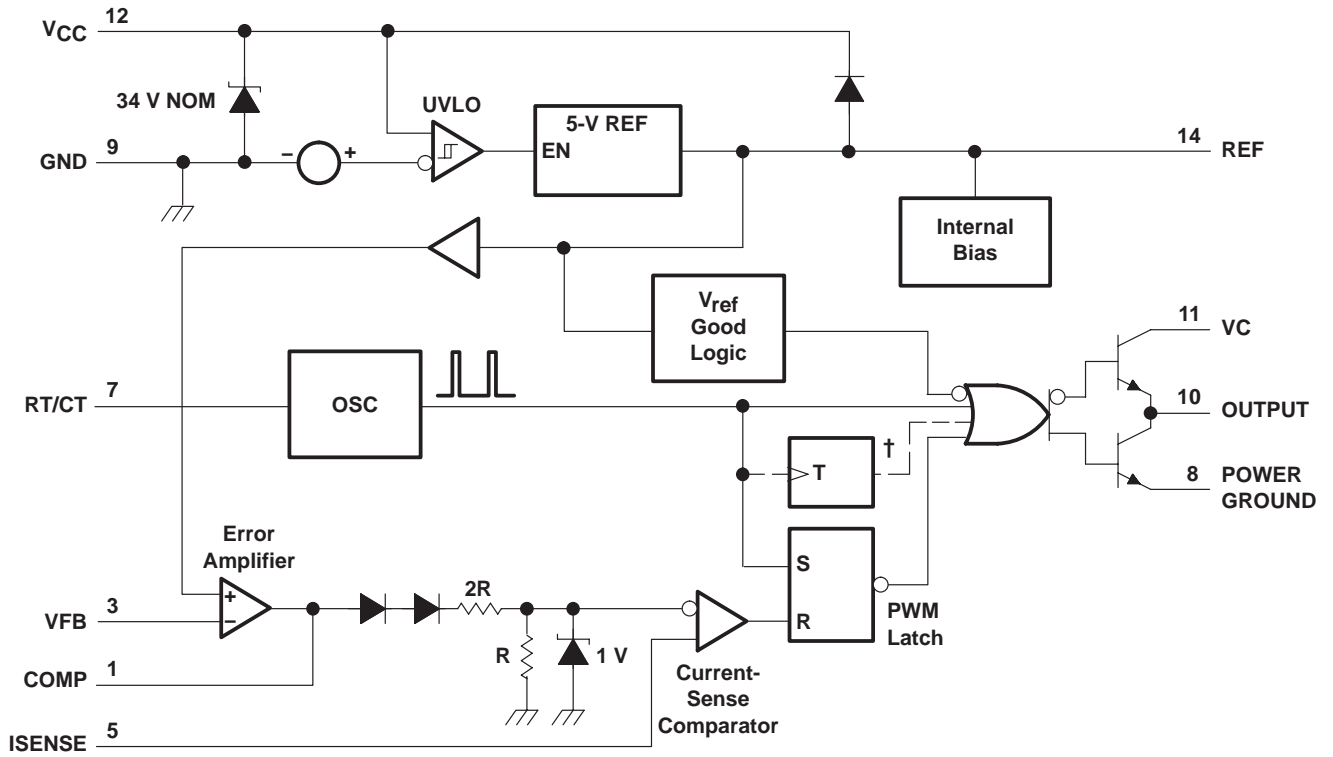 12
VCC
34 V NOM
UVLO
5-V REF
EN
9
GND
–
+
14
REF
Internal
Bias
Vref
Good
Logic
11
VC
7
RT/CT
OSC
10
OUTPUT
†
T
8
POWER
GROUND
Error
Amplifier
+
–
2R
S
R
PWM
Latch
3
VFB
R
1 V
1
COMP
Current-
Sense
Comparator
5
ISENSE